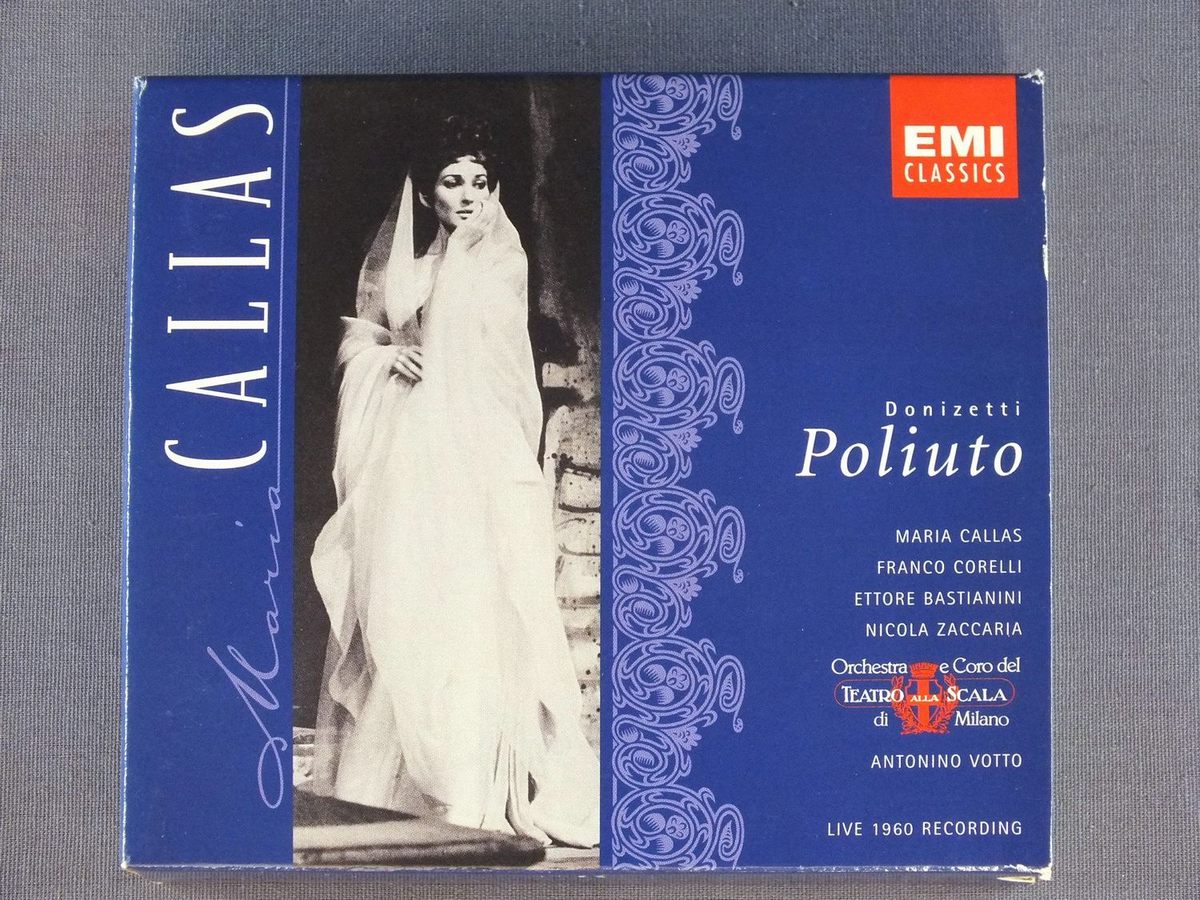 Maria CALLAS
EMI
CLASSICS
Donizetti
Poliuto
MARIA CALLAS
FRANCO CORELLI
ETTORE BASTIANINI
NICOLA ZACCARIA
Orchestra e Coro del
TEATRO ALLA SCALA
di Milano
ANTONINO VOTTO
LIVE 1960 RECORDING